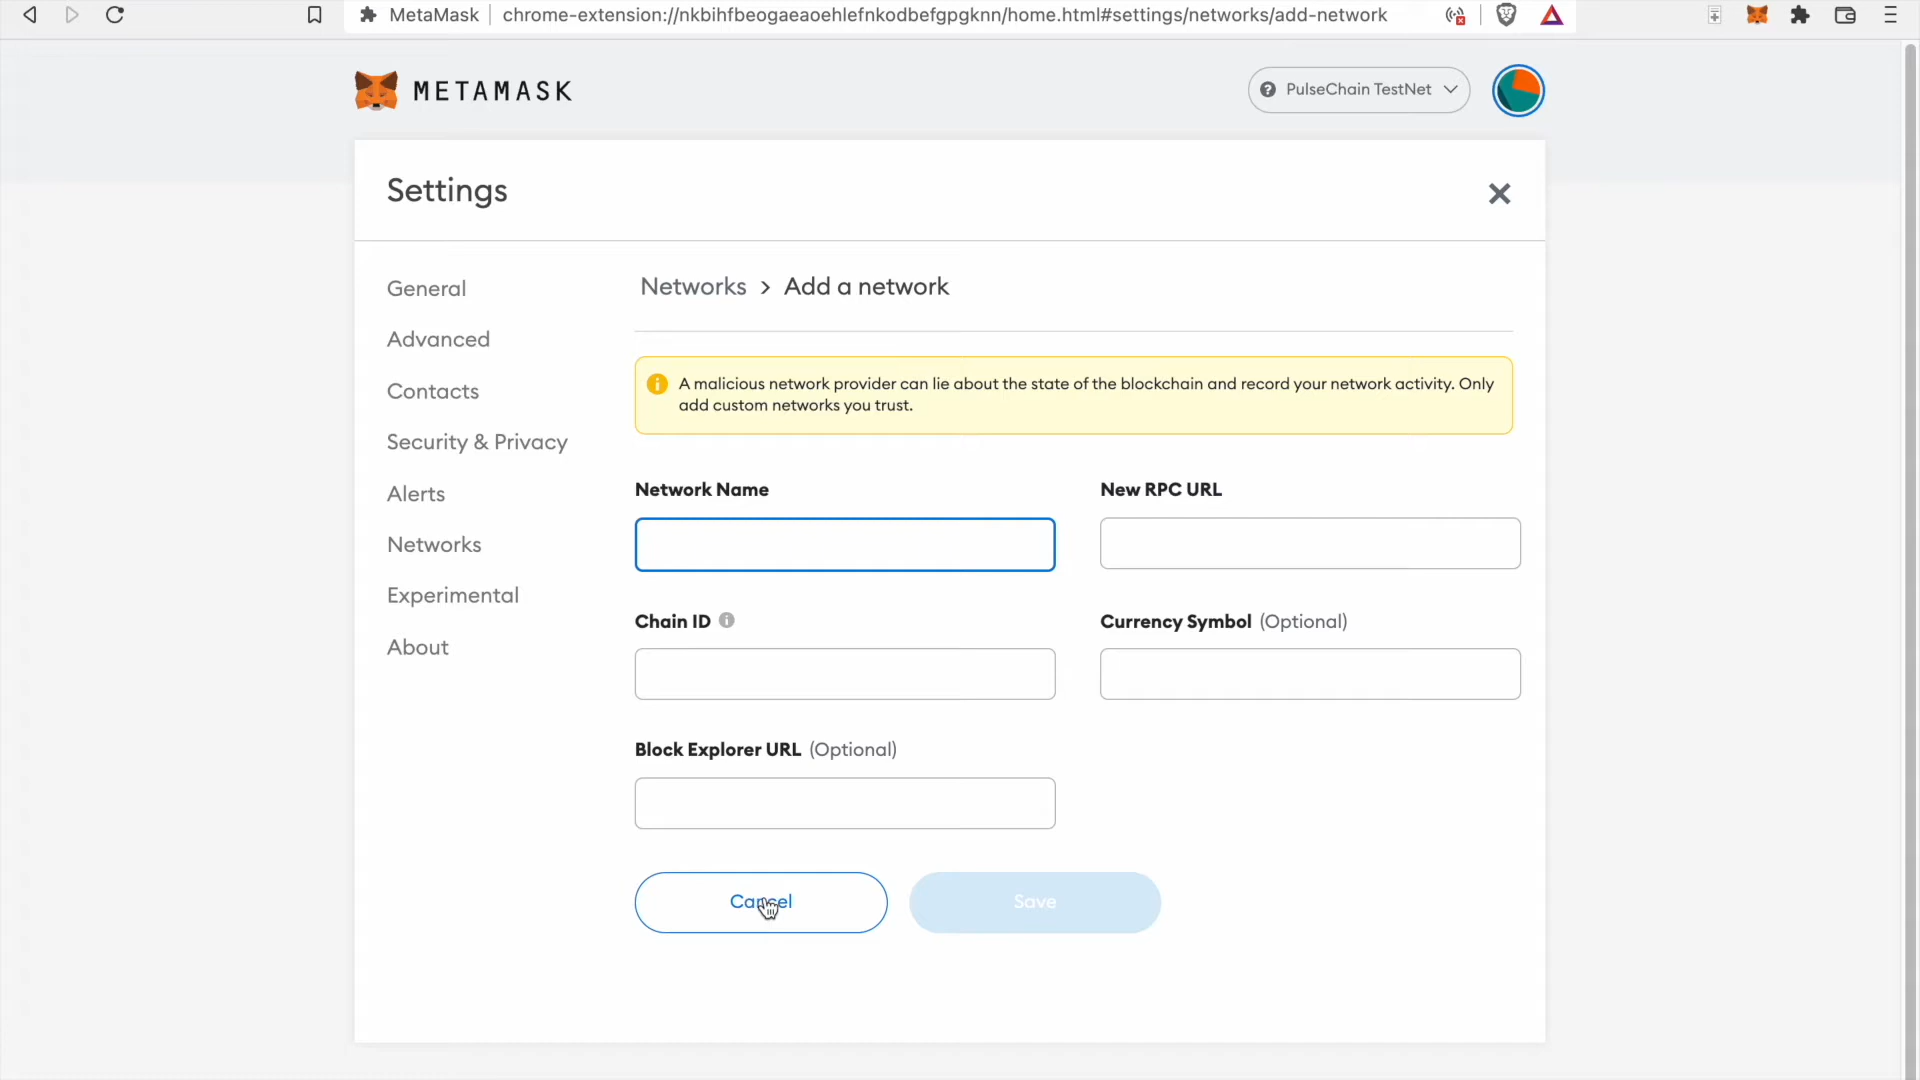 MetaMask
chrome-extension://nkbihfbeogaeaoehlefnkodbefgpgknn/home.html#settings/networks/add-network
METAMASK
PulseChain TestNet
Settings
General
Advanced
Contacts
Security & Privacy
Alerts
Networks
Experimental
About
Networks > Add a network
A malicious network provider can lie about the state of the blockchain and record your network activity. Only
add custom networks you trust.
Network Name
New RPC URL
Chain ID
Currency Symbol (Optional)
Block Explorer URL (Optional)
Cancel
Save